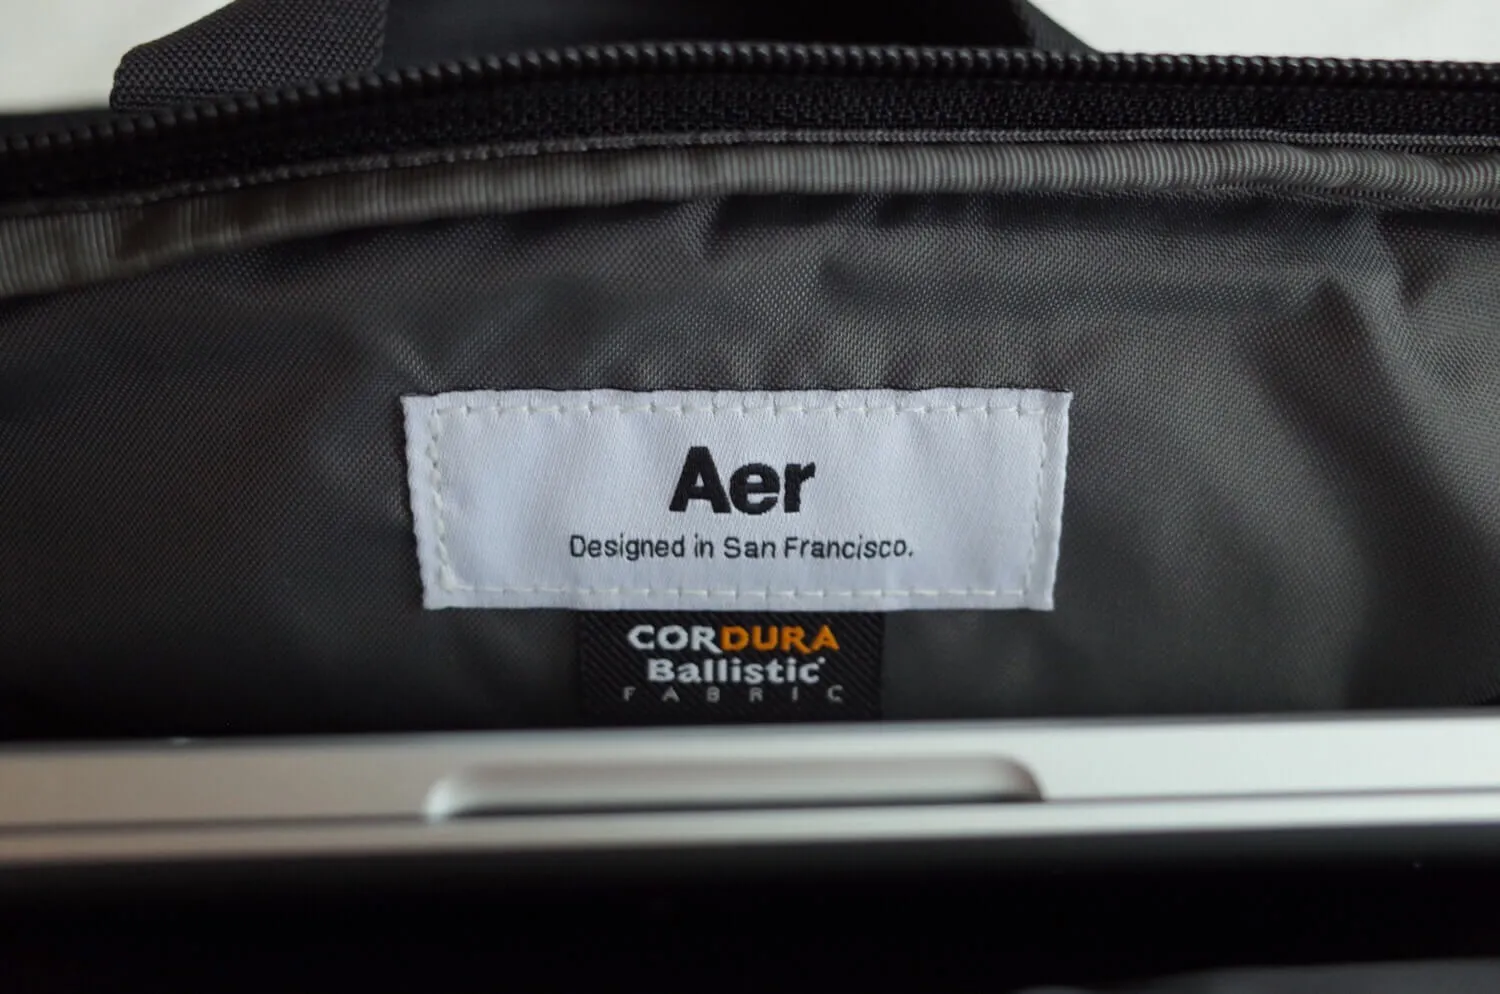 Aer
Designed in San Francisco.
CORDURA
Ballistic®
FABRIC